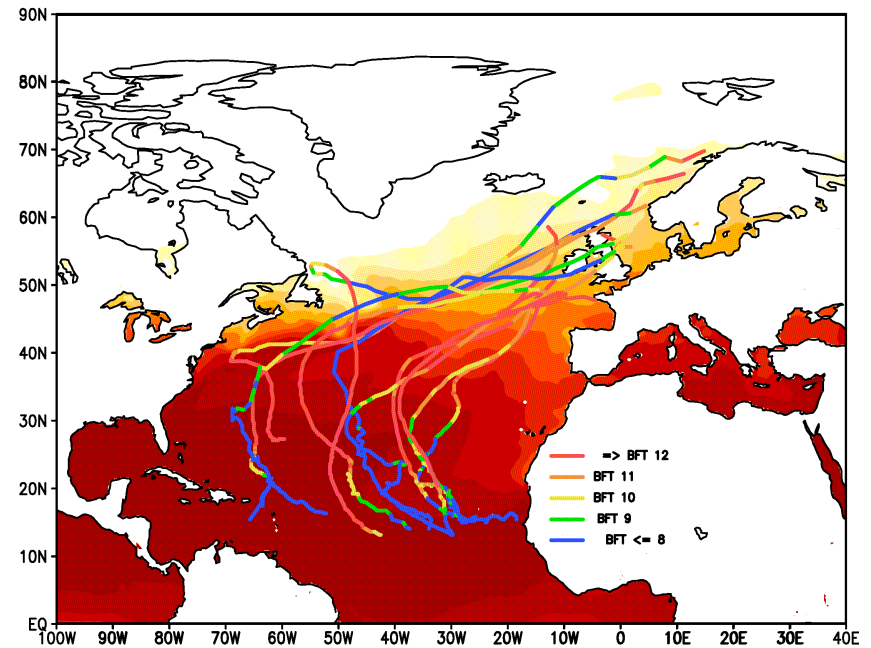 90N
80N
70N
60N
50N
40N
30N
20N
10N
EQ
=> BFT 12
BFT 11
BFT 10
BFT 9
BFT <= 8
100W 90W 80W 70W 60W 50W 40W 30W 20W 10W 0 10E 20E 30E 40E